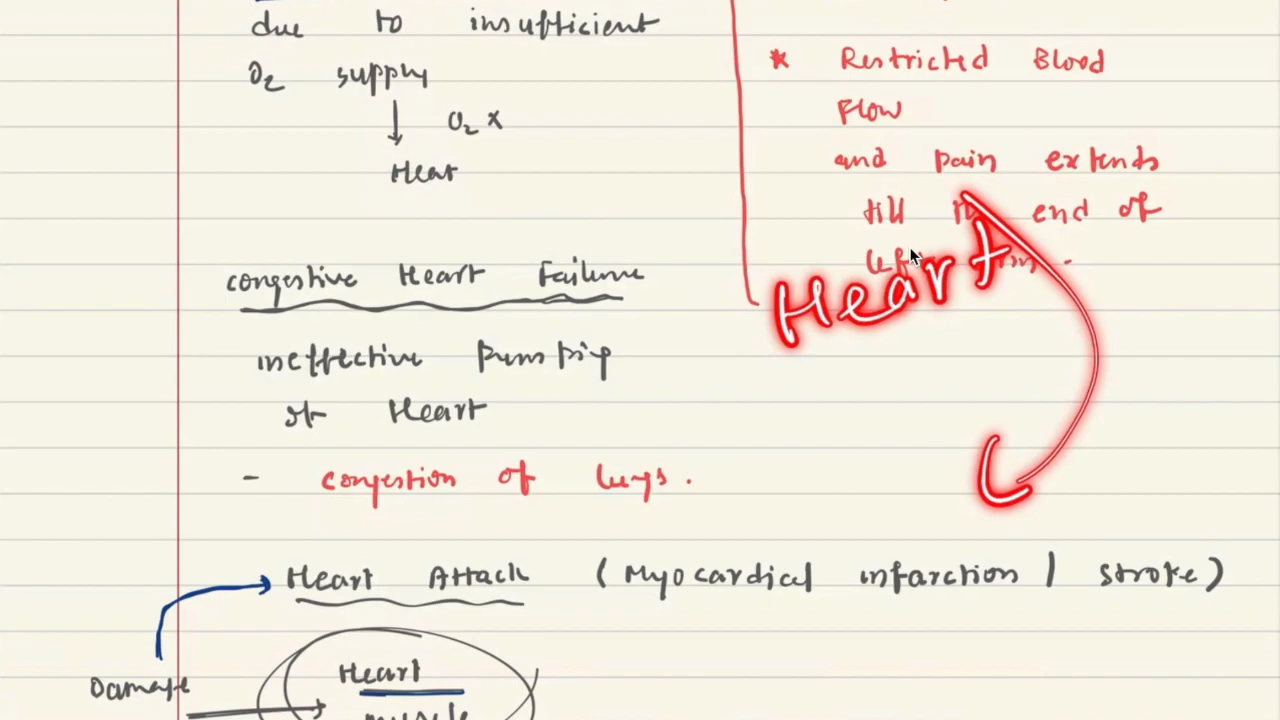 due to insufficient
O₂ supply
↓ O₂ x
Heat
congestive Heart Failure
ineffective Pumping
of Heart
- congestion of lungs.
* Restricted Blood
Flow
and pain extends
till end of
Heart
Heart Attack (Myocardial infarction | stroke)
Damage
Heart
muscle